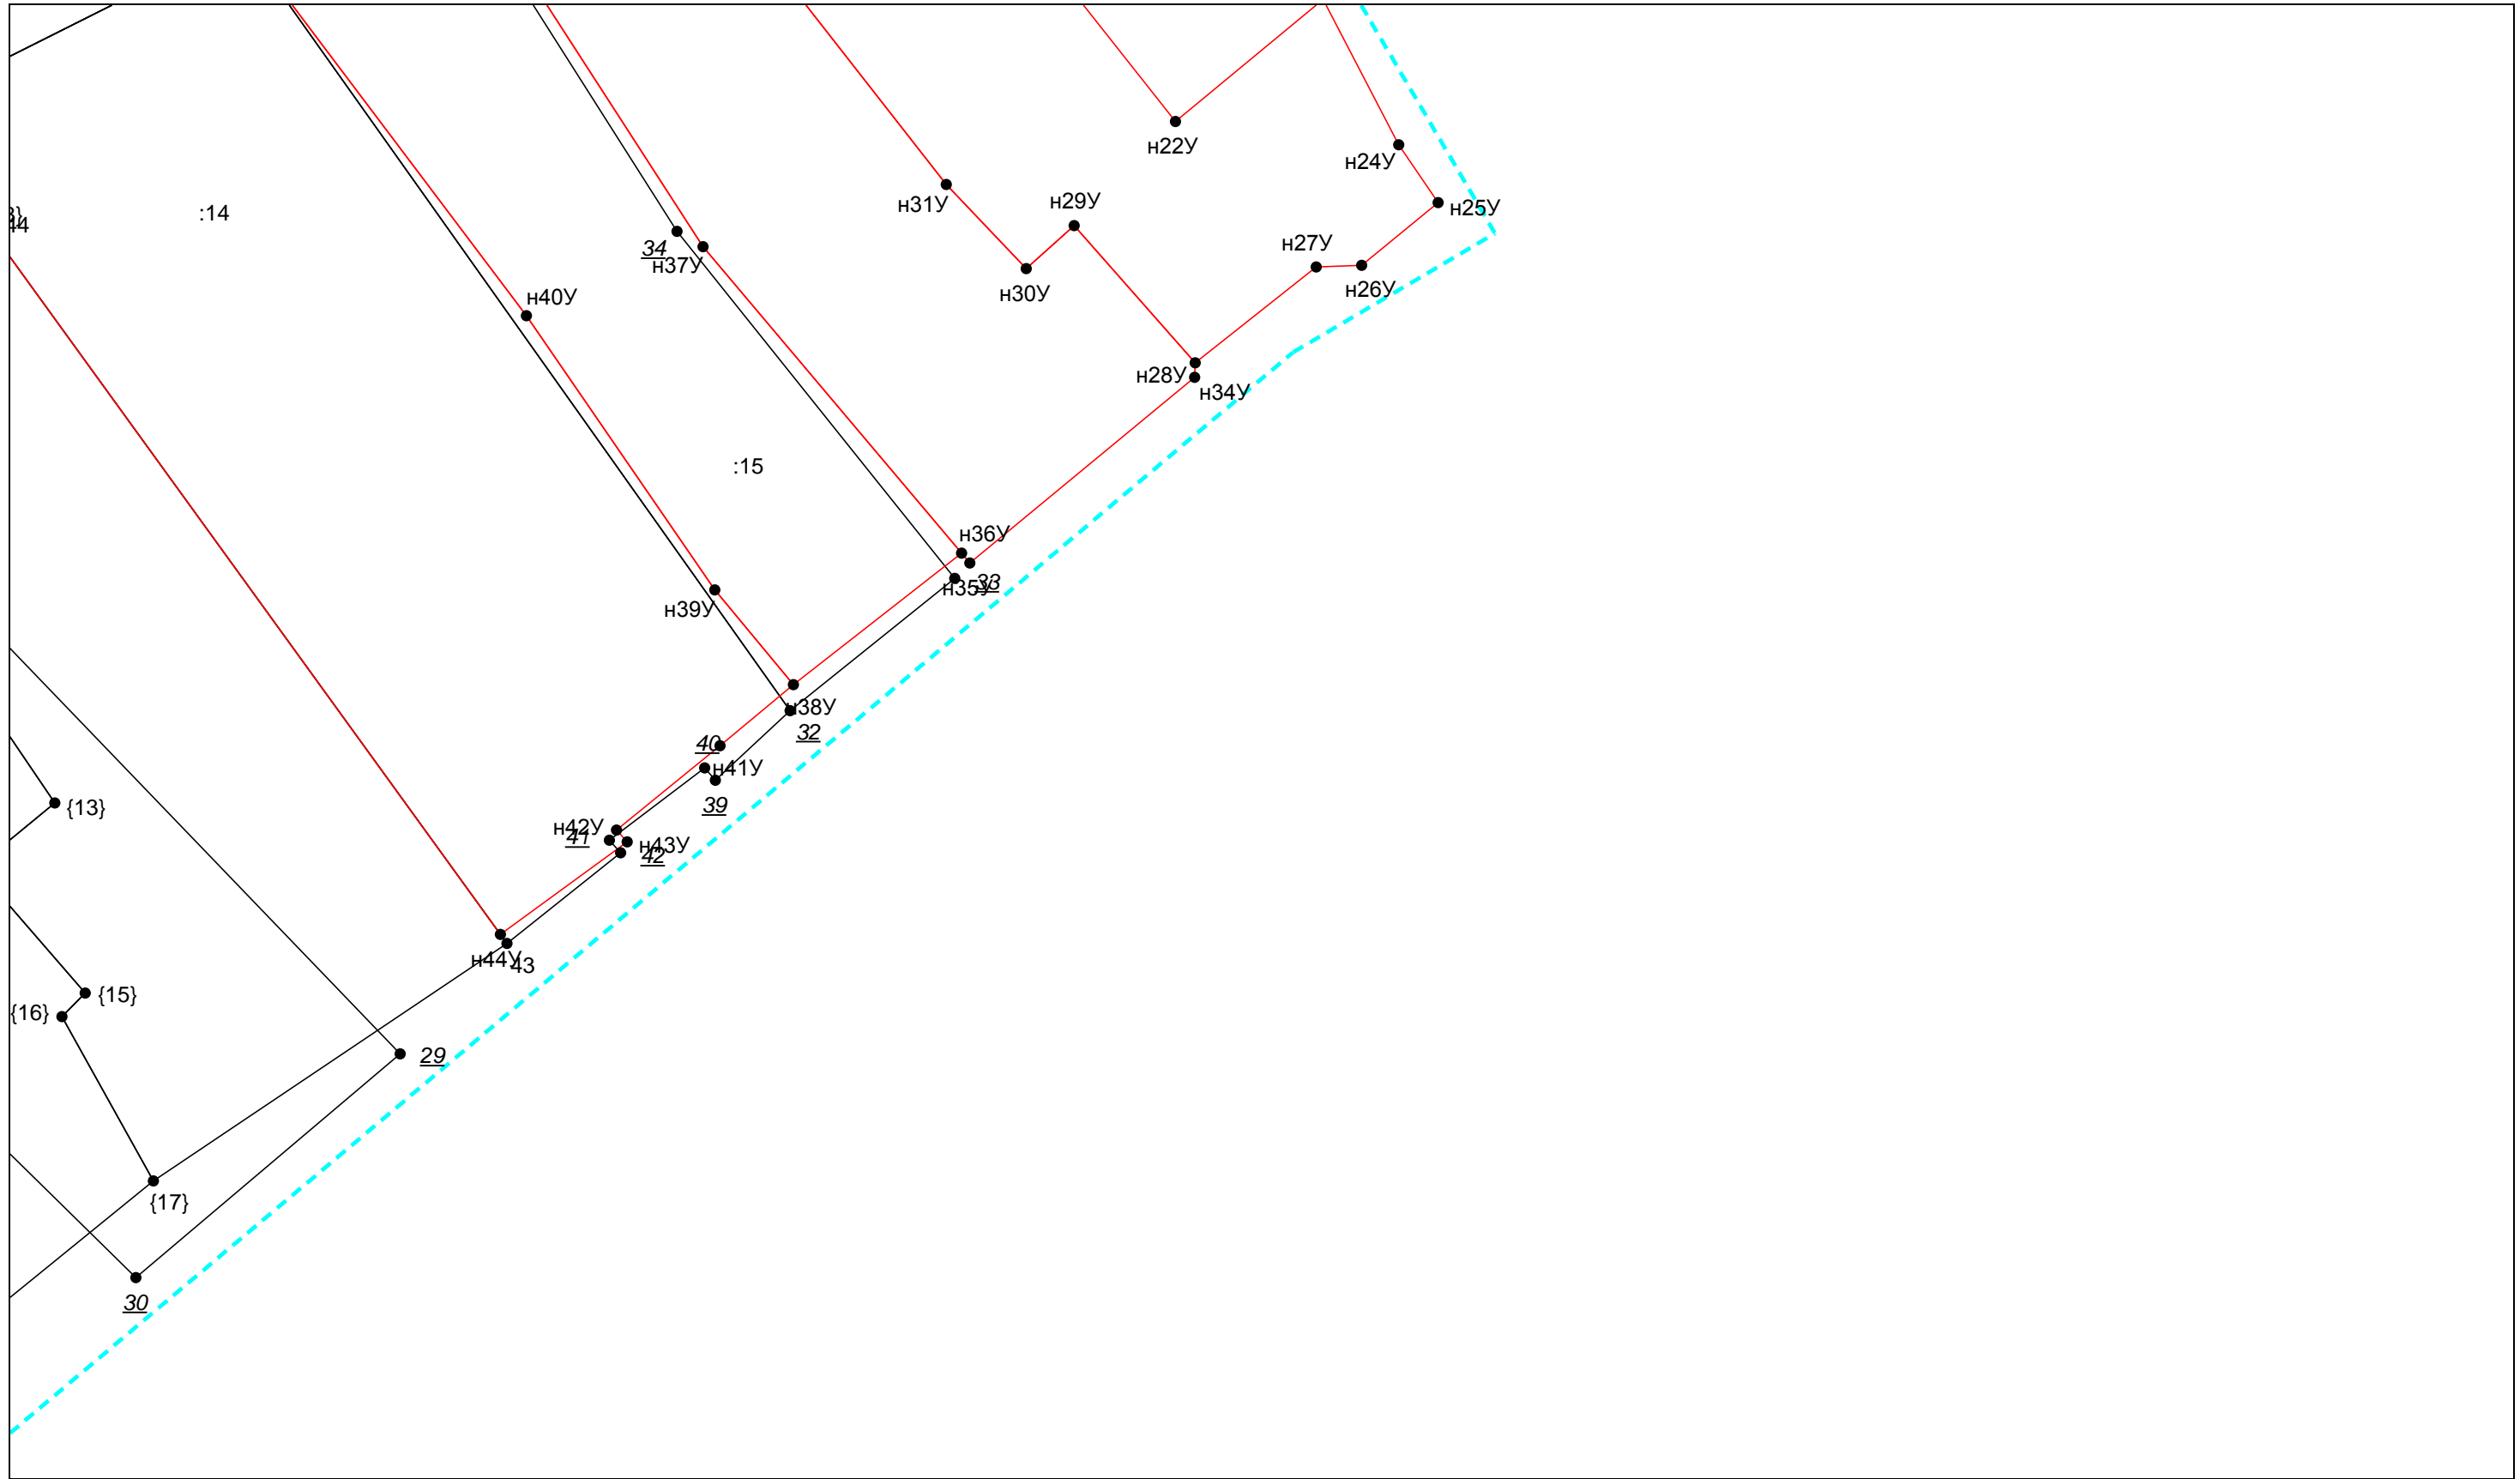 н22У
н24У
:14
н31У
н29У
н25У
34
н37У
н27У
44
н30У
н26У
н40У
н28У
н34У
:15
н36У
н35У
33
н39У
н38У
32
40
н41У
39
{13}
н42У
41
н43У
42
н44У
43
{15}
{16}
29
{17}
30